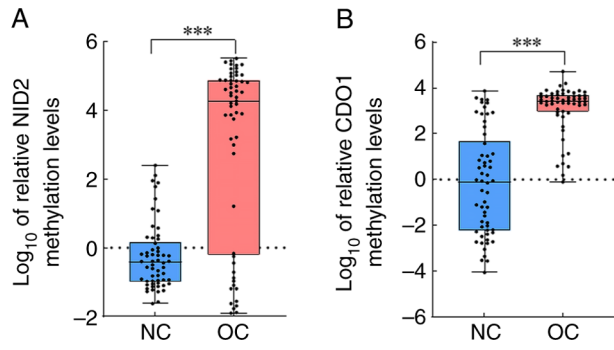 A
Log10 of relative NID2
methylation levels
6
4
2
0
−2
***
NC
OC
B
Log10 of relative CDO1
methylation levels
6
4
2
0
−2
−4
−6
***
NC
OC